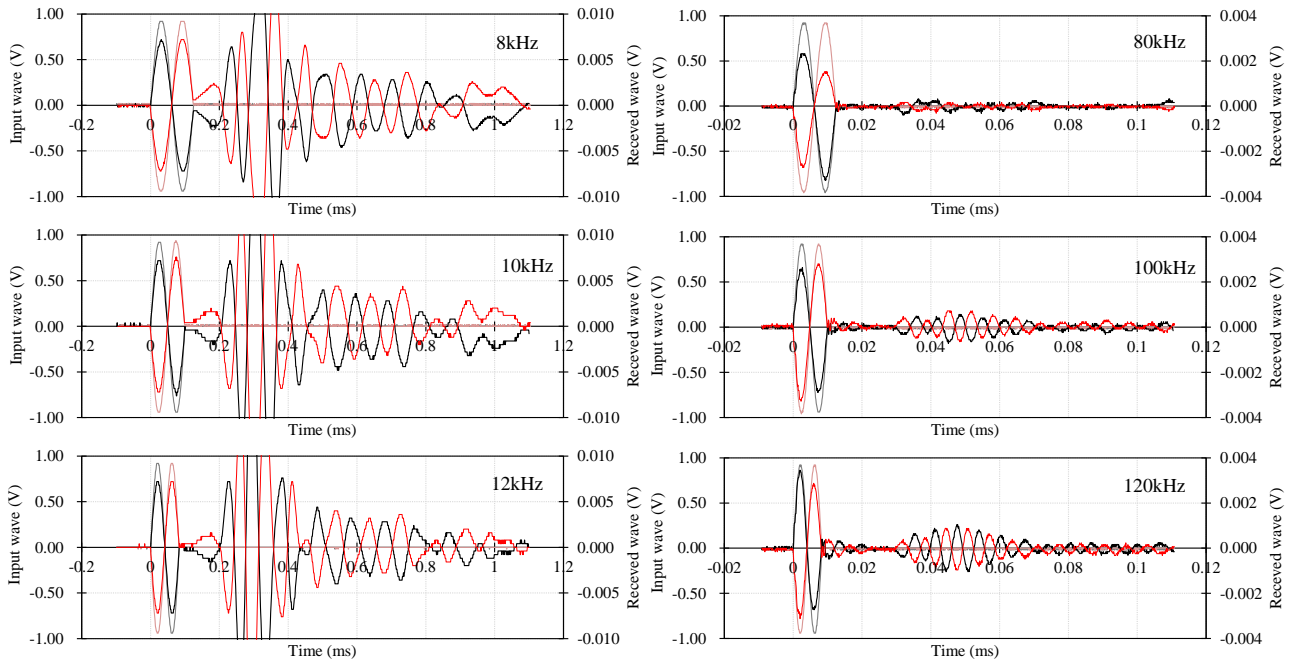 1.00 0.010
8kHz
0.50 0.005
0.00 0.000
-0.50 -0.005
-1.00 -0.010
-0.2 0 0.2 0.4 0.6 0.8 1 1.2
Input wave (V)
Receved wave (V)
Time (ms)
1.00 0.004
80kHz
0.50 0.002
0.00 0.000
-0.50 -0.002
-1.00 -0.004
-0.02 0 0.02 0.04 0.06 0.08 0.1 0.12
Input wave (V)
Receved wave (V)
Time (ms)
1.00 0.010
10kHz
0.50 0.005
0.00 0.000
-0.50 -0.005
-1.00 -0.010
-0.2 0 0.2 0.4 0.6 0.8 1 1.2
Input wave (V)
Receved wave (V)
Time (ms)
1.00 0.004
100kHz
0.50 0.002
0.00 0.000
-0.50 -0.002
-1.00 -0.004
-0.02 0 0.02 0.04 0.06 0.08 0.1 0.12
Input wave (V)
Receved wave (V)
Time (ms)
1.00 0.010
12kHz
0.50 0.005
0.00 0.000
-0.50 -0.005
-1.00 -0.010
-0.2 0 0.2 0.4 0.6 0.8 1 1.2
Input wave (V)
Receved wave (V)
Time (ms)
1.00 0.004
120kHz
0.50 0.002
0.00 0.000
-0.50 -0.002
-1.00 -0.004
-0.02 0 0.02 0.04 0.06 0.08 0.1 0.12
Input wave (V)
Receved wave (V)
Time (ms)